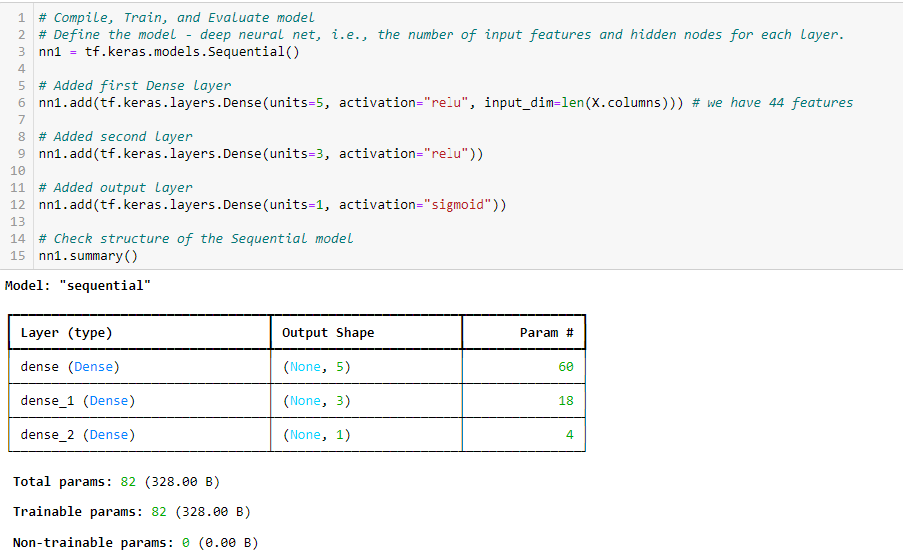 1 # Compile, Train, and Evaluate model
2 # Define the model - deep neural net, i.e., the number of input features and hidden nodes for each layer.
3 nn1 = tf.keras.models.Sequential()
4
5 # Added first Dense layer
6 nn1.add(tf.keras.layers.Dense(units=5, activation="relu", input_dim=len(X.columns))) # we have 44 features
7
8 # Added second layer
9 nn1.add(tf.keras.layers.Dense(units=3, activation="relu"))
10
11 # Added output layer
12 nn1.add(tf.keras.layers.Dense(units=1, activation="sigmoid"))
13
14 # Check structure of the Sequential model
15 nn1.summary()
Model: "sequential"
Layer (type) Output Shape Param #
dense (Dense) (None, 5) 60
dense_1 (Dense) (None, 3) 18
dense_2 (Dense) (None, 1) 4
Total params: 82 (328.00 B)
Trainable params: 82 (328.00 B)
Non-trainable params: 0 (0.00 B)